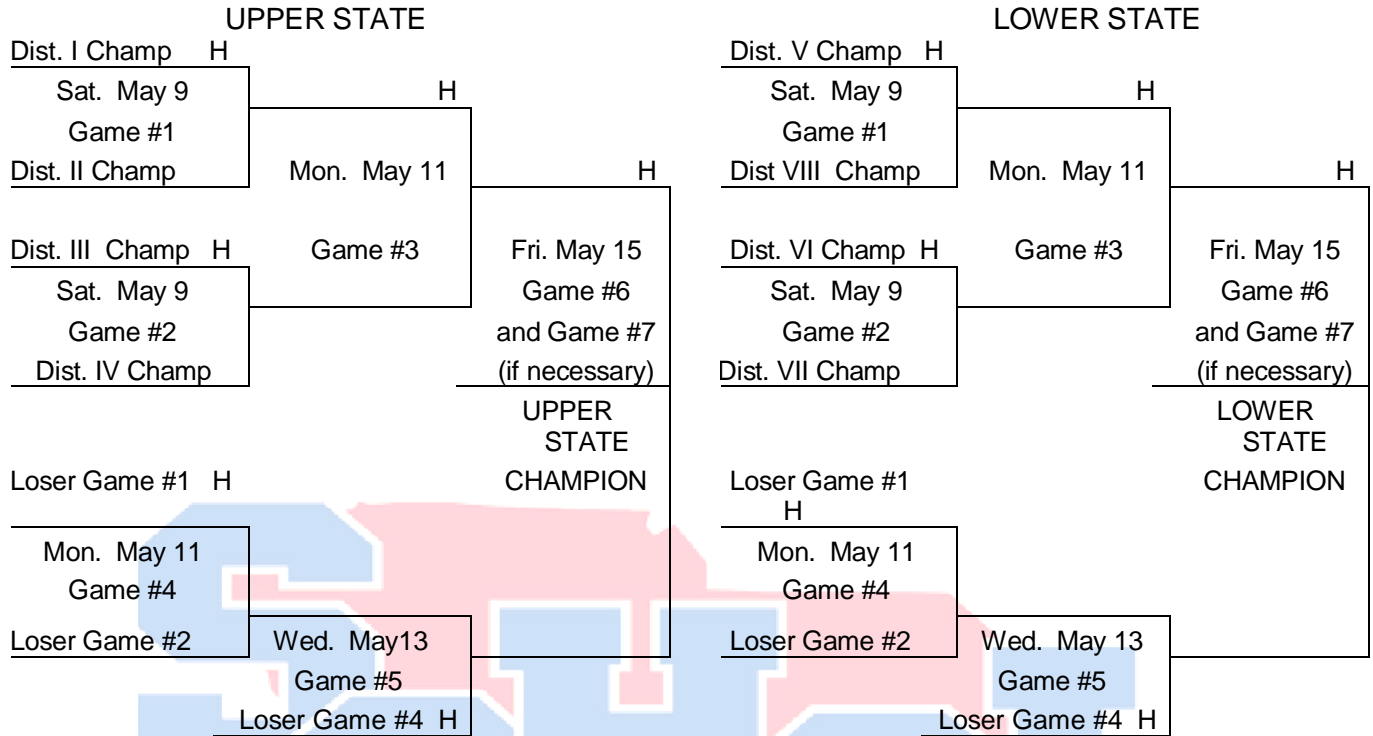 UPPER STATE
Dist. I Champ H
Sat. May 9
H
Game #1
Dist. II Champ
Mon. May 11
H
Dist. III Champ H
Game #3
Fri. May 15
Sat. May 9
Game #6
Game #2
and Game #7
Dist. IV Champ
(if necessary)
UPPER
STATE
CHAMPION
Loser Game #1 H
Mon. May 11
Game #4
Loser Game #2
Wed. May13
Game #5
Loser Game #4 H
LOWER STATE
Dist. V Champ H
Sat. May 9
H
Game #1
Dist VIII Champ
Mon. May 11
H
Dist. VI Champ H
Game #3
Fri. May 15
Sat. May 9
Game #6
Game #2
and Game #7
Dist. VII Champ
(if necessary)
LOWER
STATE
CHAMPION
Loser Game #1
H
Mon. May 11
Game #4
Loser Game #2
Wed. May 13
Game #5
Loser Game #4 H